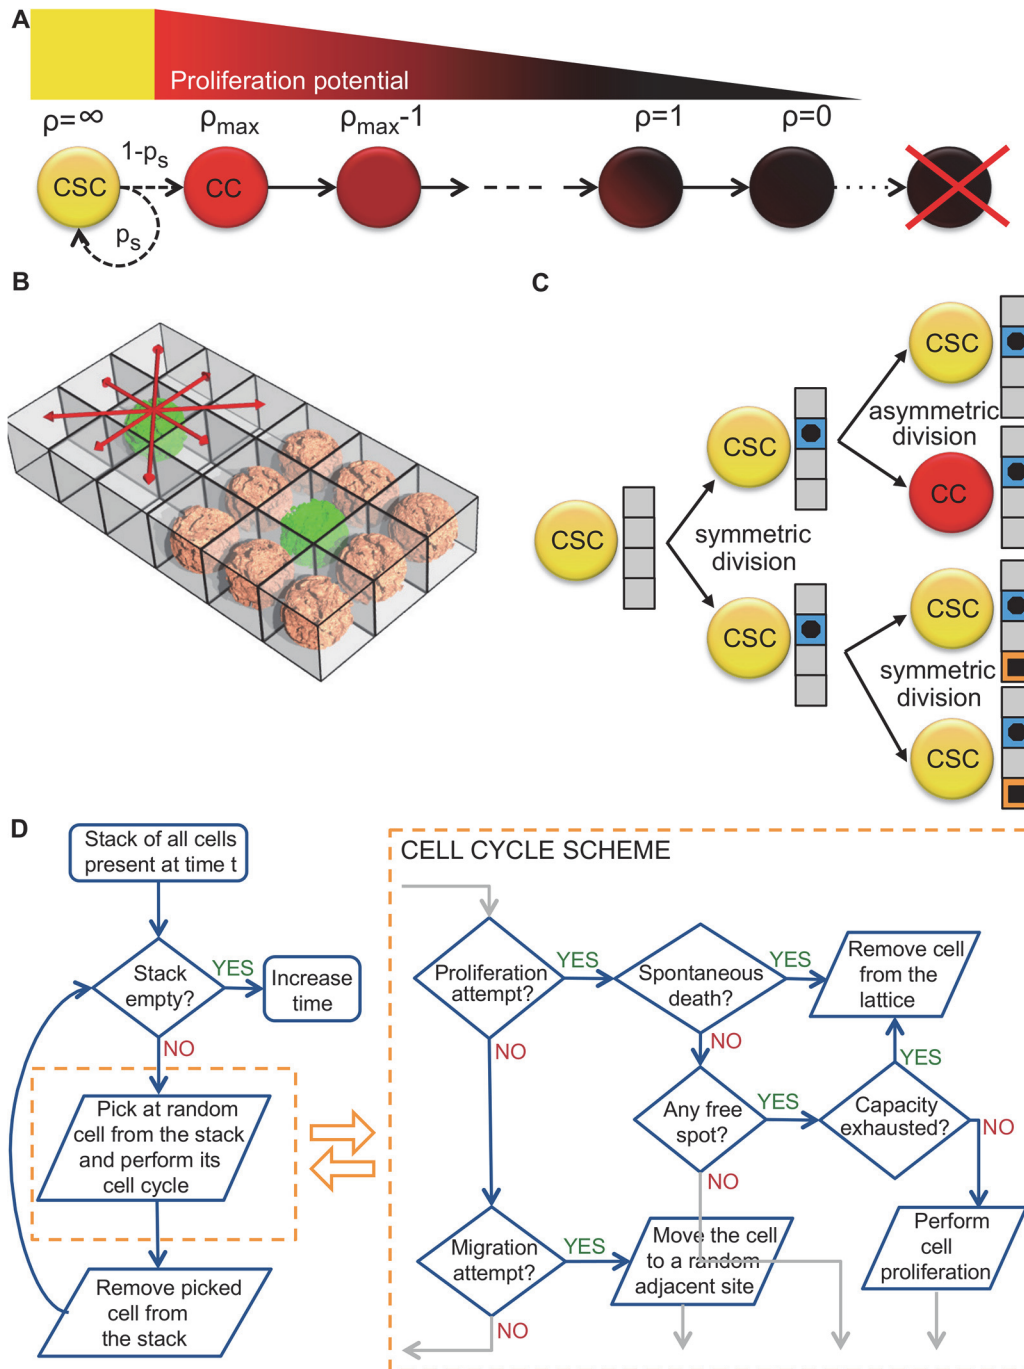 A
Proliferation potential
ρ=∞
ρmax
ρmax-1
ρ=1
ρ=0
1-ps
CSC
CC
ps
B
C
CSC
asymmetric
division
CSC
CC
CSC
symmetric
division
CSC
CSC
symmetric
division
CSC
D
Stack of all cells
present at time t
Stack
empty?
YES
Increase
time
NO
Pick at random
cell from the stack
and perform its
cell cycle
Remove picked
cell from
the stack
CELL CYCLE SCHEME
Proliferation
attempt?
YES
Spontaneous
death?
YES
Remove cell
from the
lattice
NO
NO
YES
Any free
spot?
YES
Capacity
exhausted?
NO
NO
Migration
attempt?
YES
Move the cell
to a random
adjacent site
Perform
cell
proliferation
NO